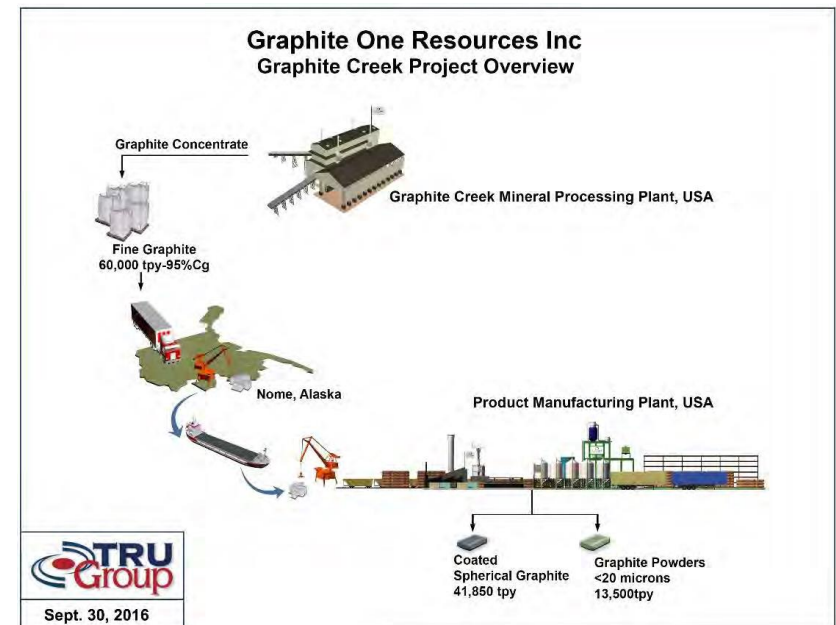 Graphite One Resources Inc
Graphite Creek Project Overview
Graphite Concentrate
Graphite Creek Mineral Processing Plant, USA
Fine Graphite
60,000 tpy-95%Cg
Nome, Alaska
Product Manufacturing Plant, USA
Coated
Spherical Graphite
41,850 tpy
Graphite Powders
<20 microns
13,500tpy
TRU
Group
Sept. 30, 2016